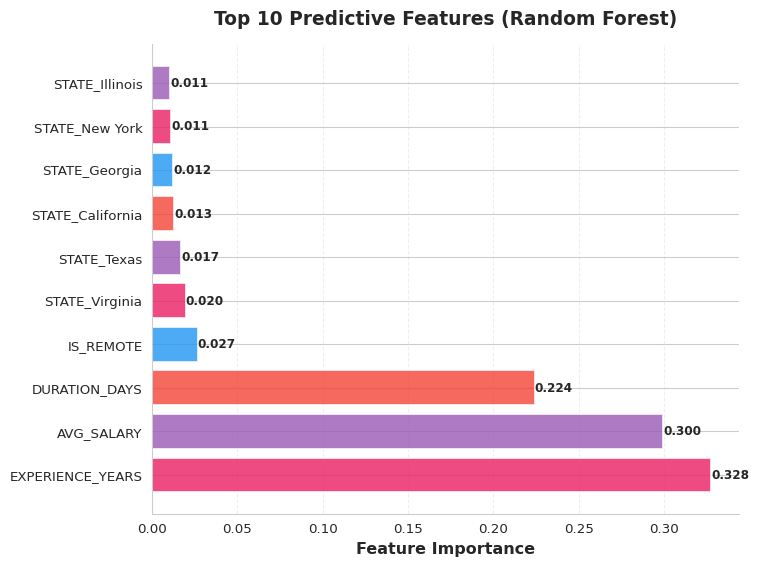 Top 10 Predictive Features (Random Forest)
STATE_Illinois 0.011
STATE_New York 0.011
STATE_Georgia 0.012
STATE_California 0.013
STATE_Texas 0.017
STATE_Virginia 0.020
IS_REMOTE 0.027
DURATION_DAYS 0.224
AVG_SALARY 0.300
EXPERIENCE_YEARS 0.328
0.00 0.05 0.10 0.15 0.20 0.25 0.30
Feature Importance